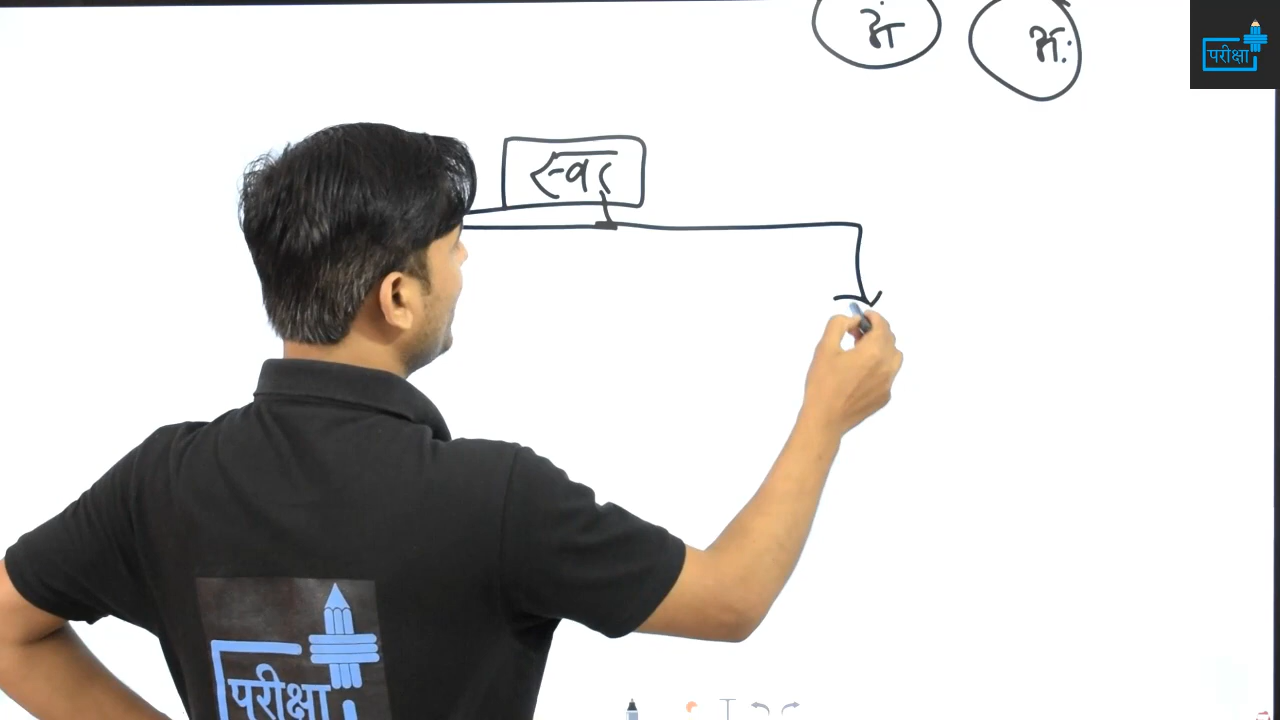 अं अः
परीक्षा
स्वर
परीक्षा